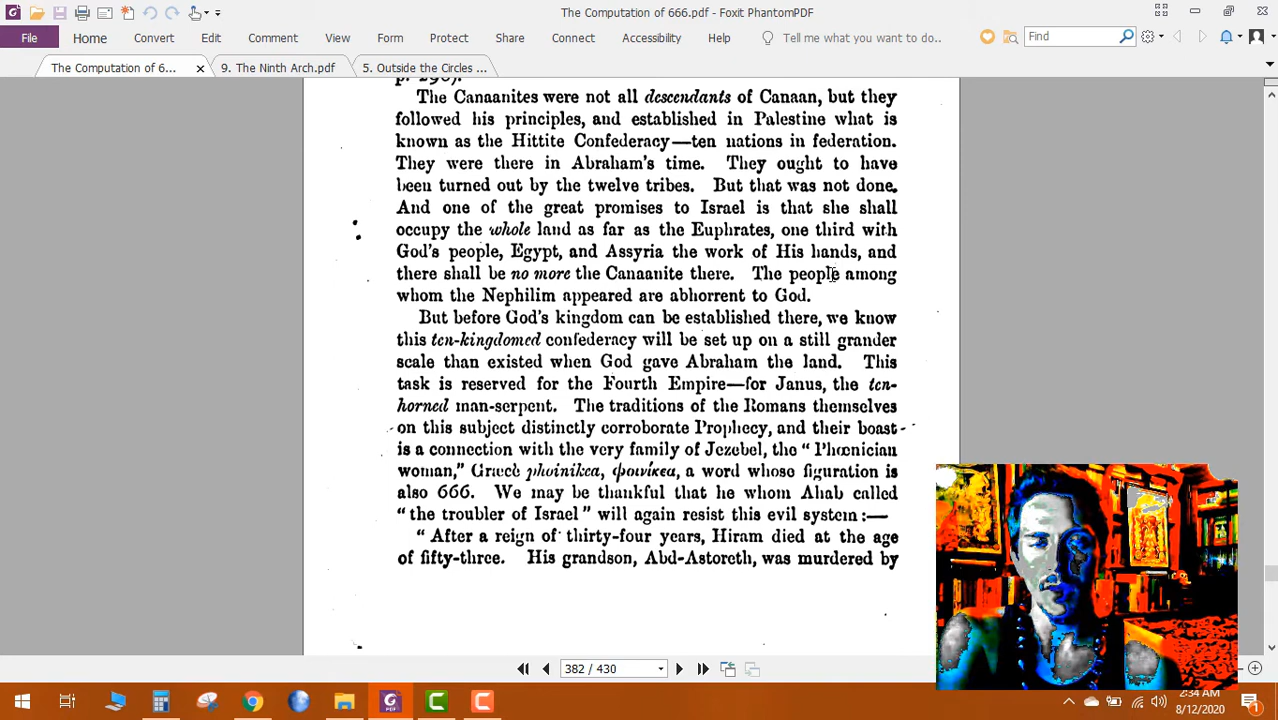 The Computation of 666.pdf - Foxit PhantomPDF
File Home Convert Edit Comment View Form Protect Share Connect Accessibility Help Tell me what you want to do.. Find
The Computation of 6... 9. The Ninth Arch.pdf 5. Outside the Circles ...
The Canaanites were not all descendants of Canaan, but they
followed his principles, and established in Palestine what is
known as the Hittite Confederacy—ten nations in federation.
They were there in Abraham's time. They ought to have
been turned out by the twelve tribes. But that was not done.
And one of the great promises to Israel is that she shall
occupy the whole land as far as the Euphrates, one third with
God's people, Egypt, and Assyria the work of His hands, and
there shall be no more the Canaanite there. The people among
whom the Nephilim appeared are abhorrent to God.
But before God's kingdom can be established there, we know
this ten-kingdomed confederacy will be set up on a still grander
scale than existed when God gave Abraham the land. This
task is reserved for the Fourth Empire—for Janus, the ten-
horned man-serpent. The traditions of the Romans themselves
on this subject distinctly corroborate Prophecy, and their boast
is a connection with the very family of Jezebel, the " Phœnician
woman," Greek phoinikea, φοινίκεα, a word whose figuration is
also 666. We may be thankful that he whom Ahab called
" the troubler of Israel " will again resist this evil system :—
" After a reign of thirty-four years, Hiram died at the age
of fifty-three. His grandson, Abd-Astoreth, was murdered by
382 / 430
2:34 AM
8/12/2020